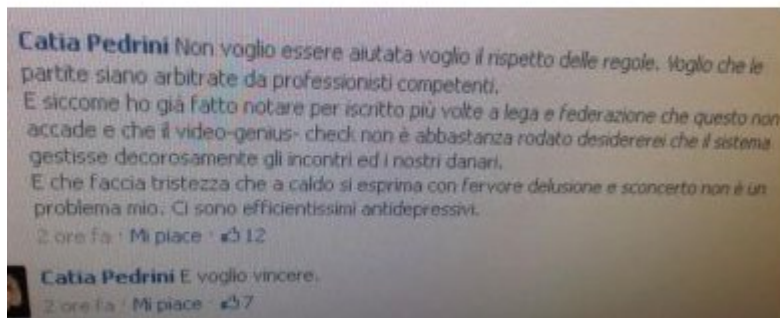 Catia Pedrini Non voglio essere aiutata voglio il rispetto delle regole. Voglio che le
partite siano arbitrate da professionisti competenti.
E siccome ho già fatto notare per iscritto più volte a lega e federazione che questo non
accade e che il video-genius- check non è abbastanza rodato desidererei che il sistema
gestisse decorosamente gli incontri ed i nostri danari.
E che faccia tristezza che a caldo si esprima con fervore delusione e sconcerto non è un
problema mio. Ci sono efficientissimi antidepressivi.
2 ore fa · Mi piace · 12
Catia Pedrini E voglio vincere.
2 ore fa · Mi piace · 7